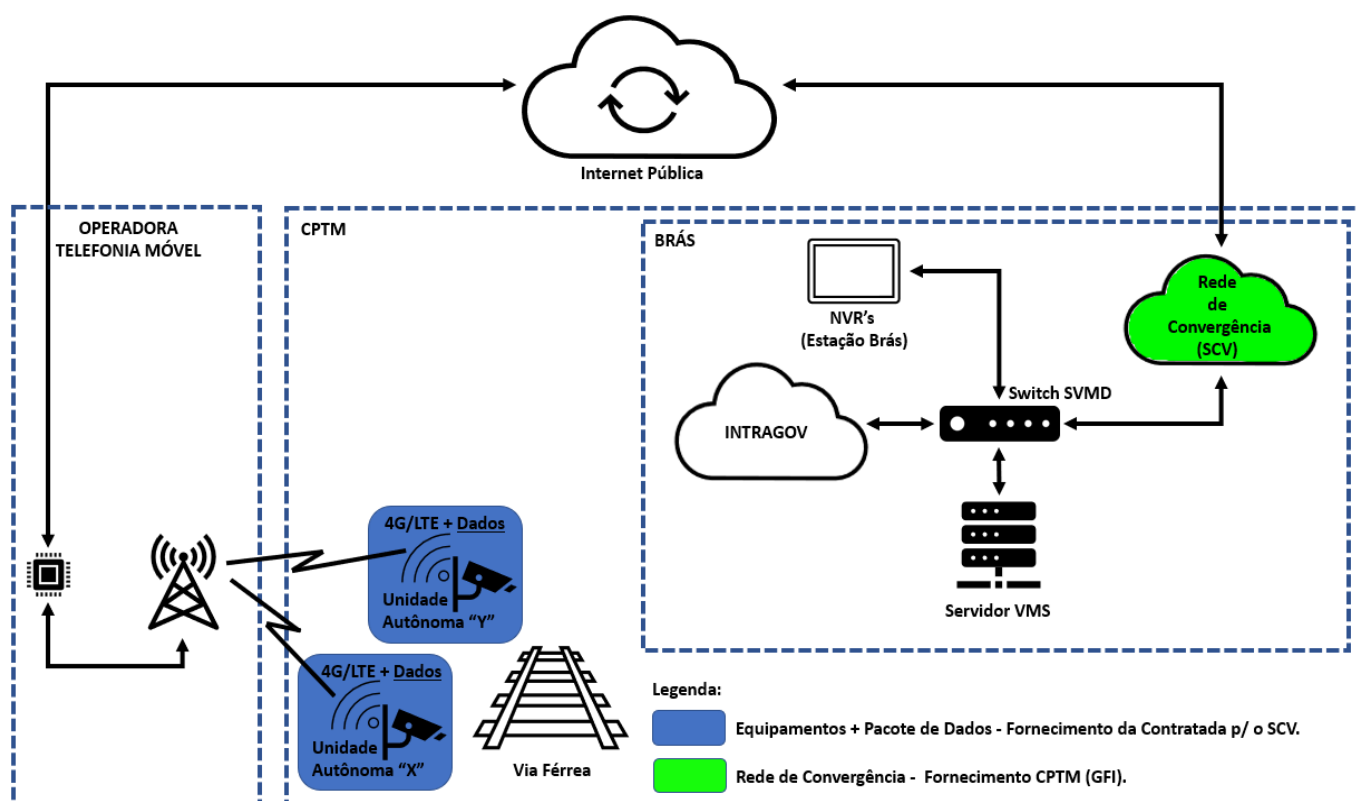 Internet Pública
OPERADORA
TELEFONIA MÓVEL
CPTM
BRÁS
NVR's
(Estação Brás)
Rede
de
Convergência
(SCV)
Switch SVMD
INTRAGOV
Servidor VMS
4G/LTE + Dados
Unidade
Autônoma “Y”
4G/LTE + Dados
Unidade
Autônoma “X”
Via Férrea
Legenda:
Equipamentos + Pacote de Dados - Fornecimento da Contratada p/ o SCV.
Rede de Convergência - Fornecimento CPTM (GFI).